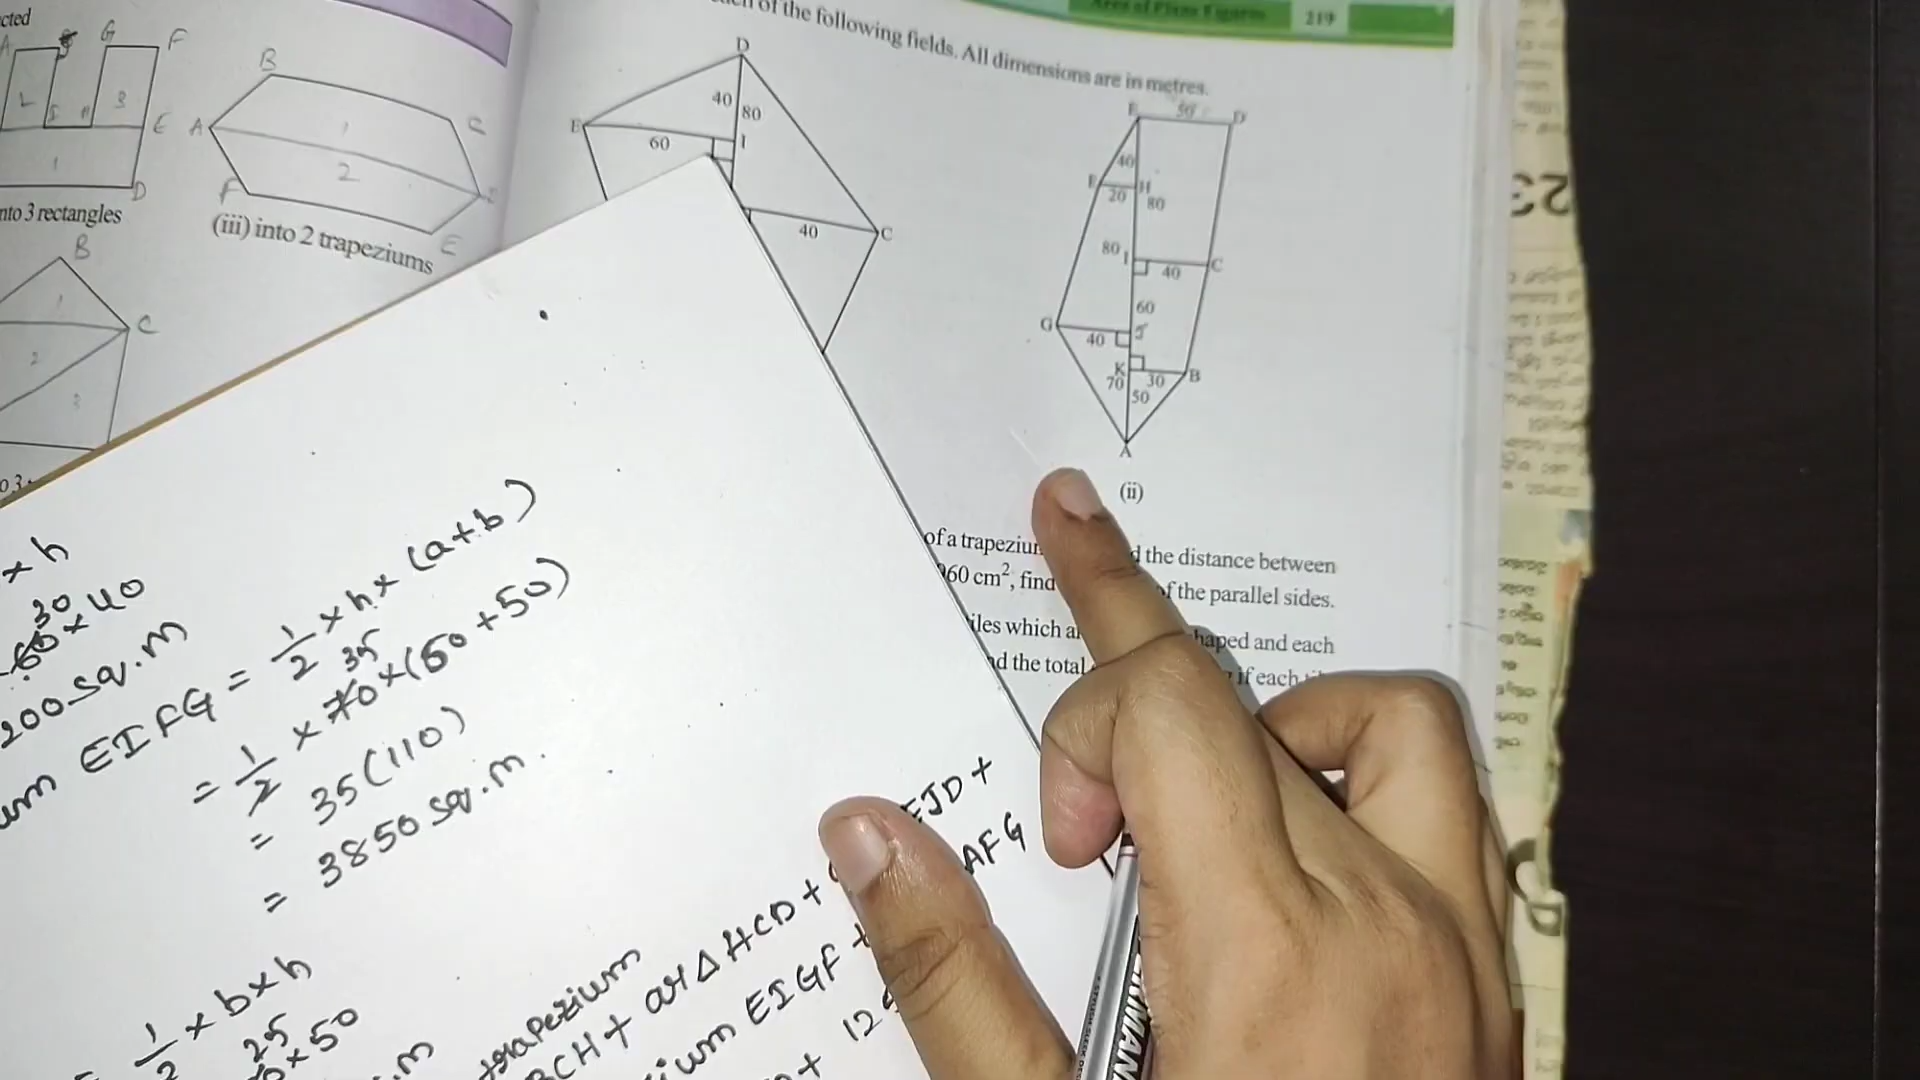 Area of Plane Figures 219
of the following fields. All dimensions are in metres.
A G F
2 3
I H E
1
D
nto 3 rectangles
B
A C
1
2
F E
(iii) into 2 trapeziums
B
1
C
2
3
D
40 80
E
60 I
40 C
E 50 D
40
F H
20 80
80 I C
40
60
G J
40
K B
70 30
50
A
(ii)
of a trapezium the distance between
960 cm², find of the parallel sides.
iles which haped and each
d the total if each
× h
30
60 × 40
200 sq.m
EIFG = 1/2 × h × (a+b)
= 1/2 × 70 35 × (60 + 50)
= 35 (110)
= 3850 sq.m.
1/2 × b × h
25
× 50
trapezium EJD +
BCH + ar Δ HCD +
AFG
ium EIGF +